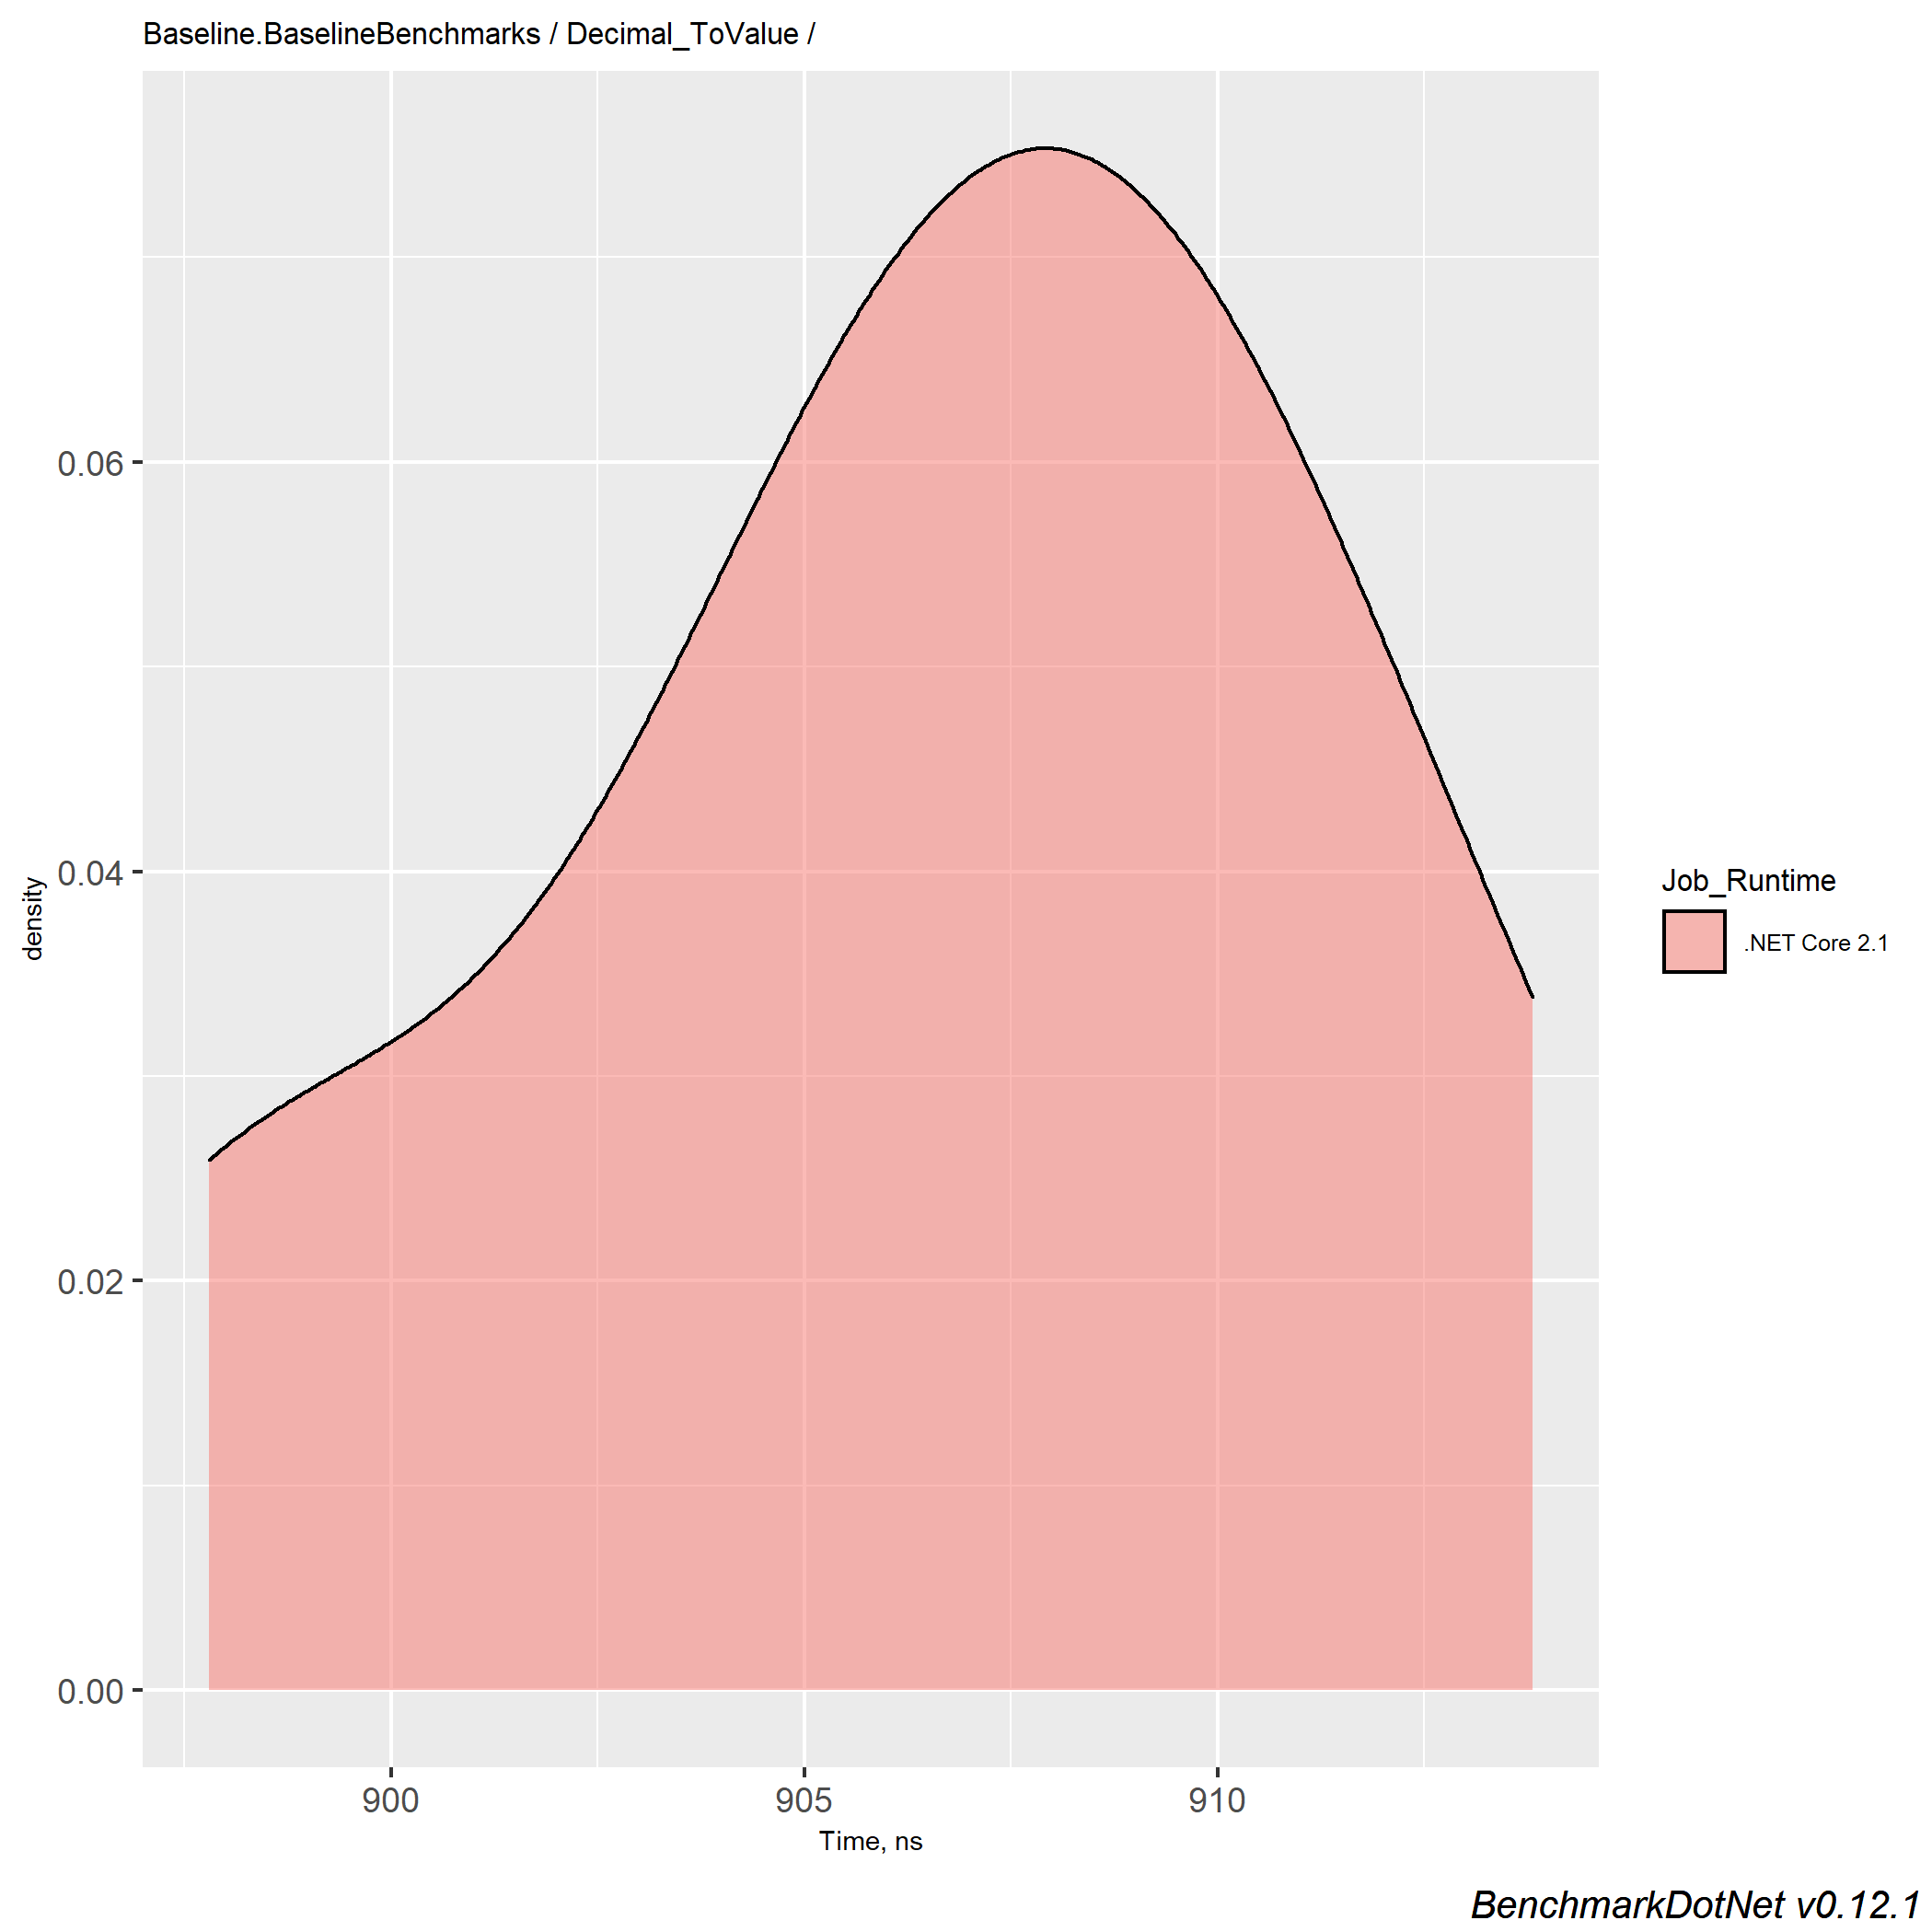 Baseline.BaselineBenchmarks / Decimal_ToValue /
0.06
0.04
0.02
0.00
density
900 905 910
Time, ns
Job_Runtime
.NET Core 2.1
BenchmarkDotNet v0.12.1